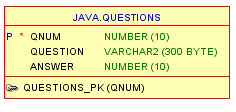 JAVA.QUESTIONS
P * QNUM NUMBER (10)
QUESTION VARCHAR2 (300 BYTE)
ANSWER NUMBER (10)
QUESTIONS_PK (QNUM)